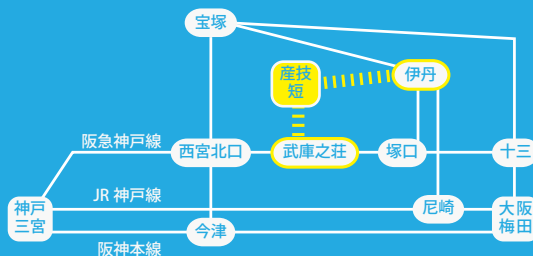 宝塚
産技
短
伊丹
阪急神戸線
西宮北口
武庫之荘
塚口
十三
JR 神戸線
神戸
三宮
尼崎
大阪
梅田
今津
阪神本線